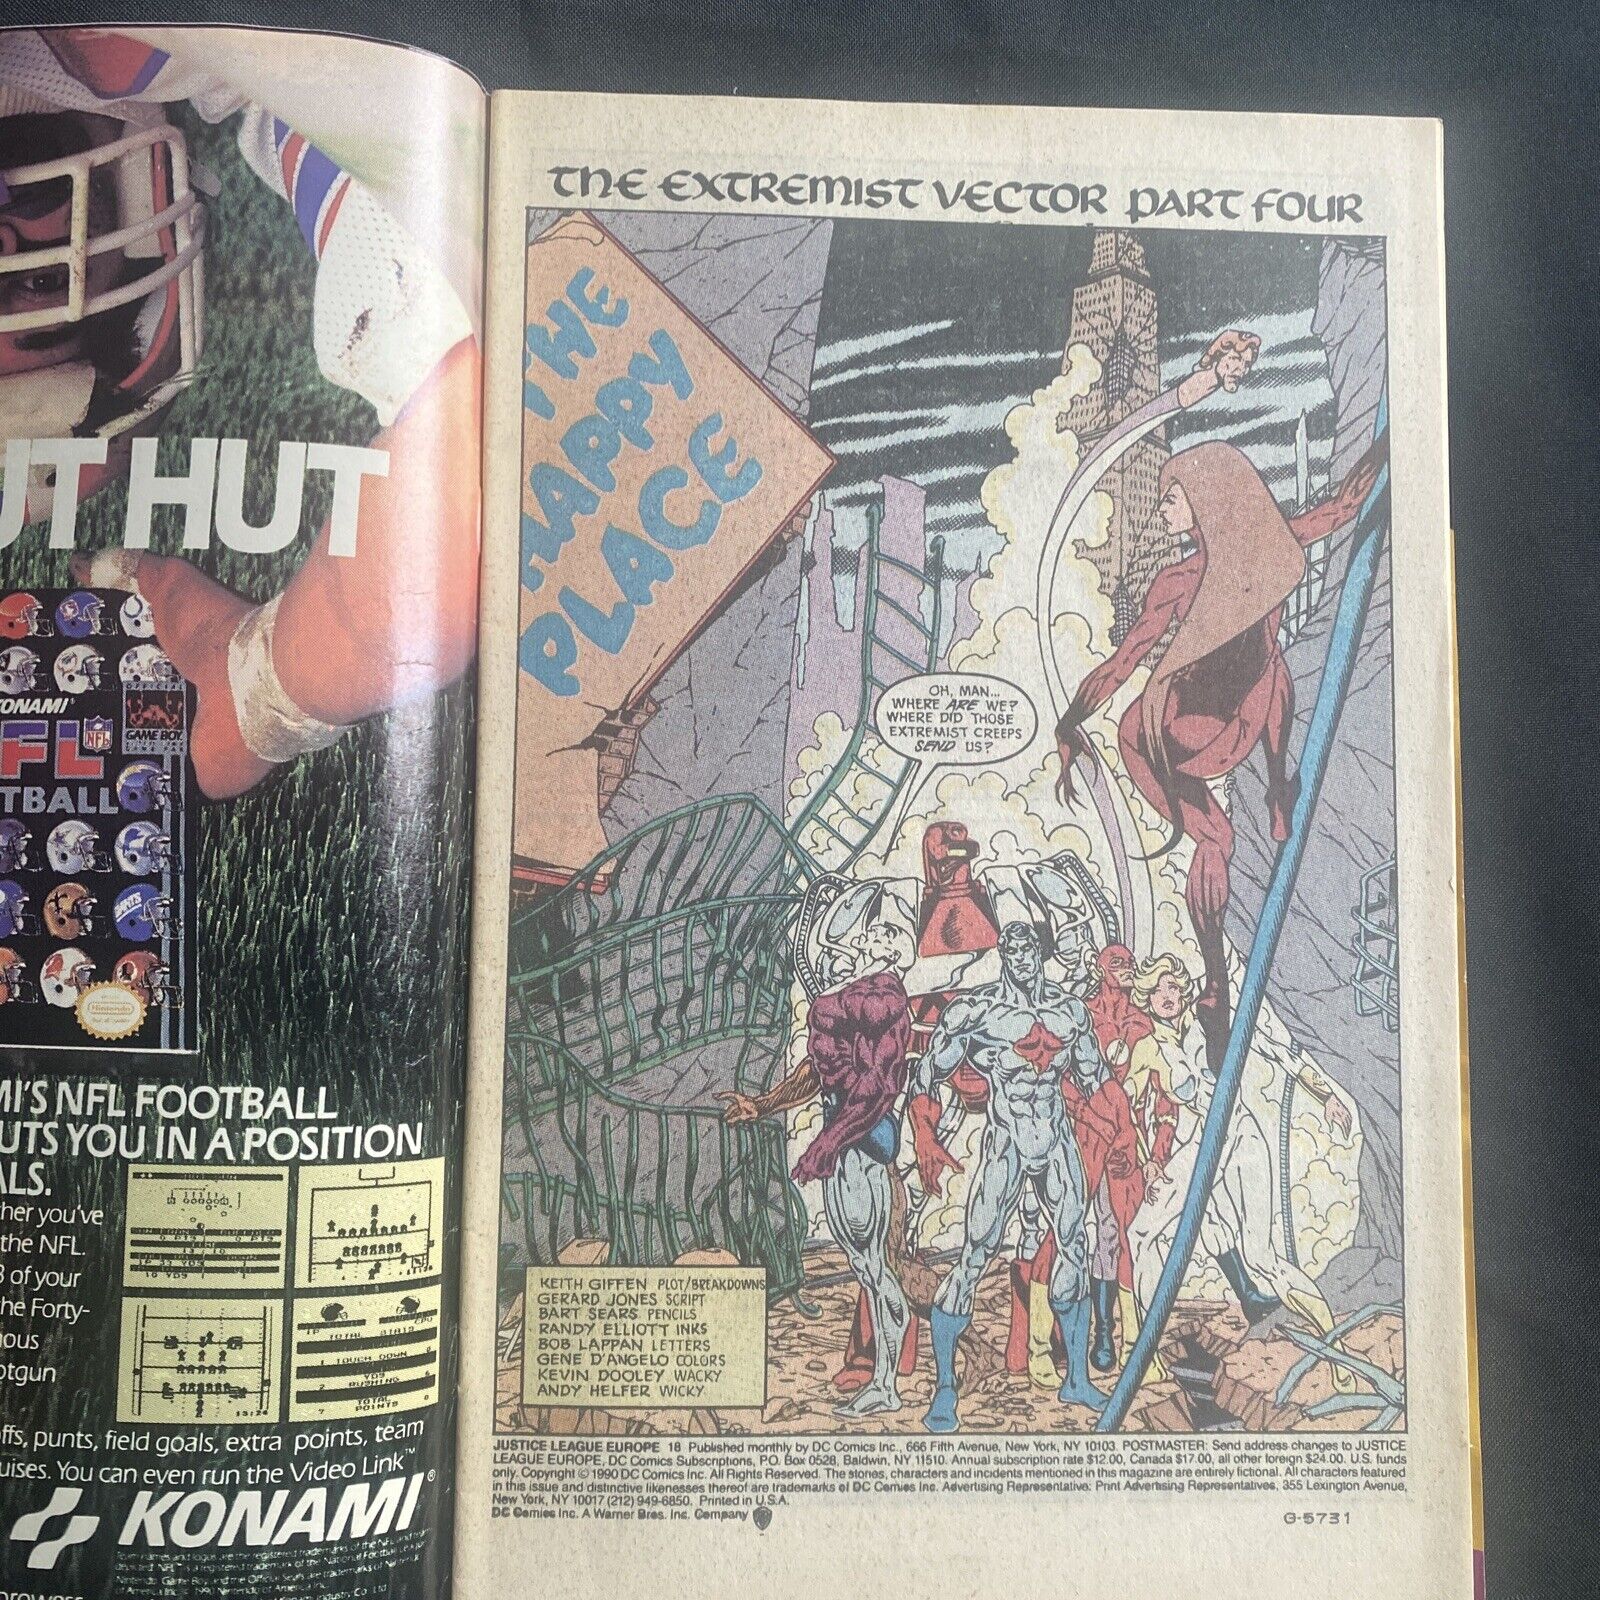 UT HUT
KONAMI
NFL
FL
OFFICIAL
GAME BOY
TBALL
Nintendo
MI'S NFL FOOTBALL
UTS YOU IN A POSITION
ALS.
her you've
the NFL.
8 of your
he Forty-
ious
otgun
ffs, punts, field goals, extra points, team
uises. You can even run the Video Link™
KONAMI®
THE EXTREMIST VECTOR PART FOUR
THE
HAPPY
PLACE
OH, MAN...
WHERE ARE WE?
WHERE DID THOSE
EXTREMIST CREEPS
SEND US?
KEITH GIFFEN PLOT/BREAKDOWNS
GERARD JONES SCRIPT
BART SEARS PENCILS
RANDY ELLIOTT INKS
BOB LAPPAN LETTERS
GENE D'ANGELO COLORS
KEVIN DOOLEY WACKY
ANDY HELFER WICKY
JUSTICE LEAGUE EUROPE 18 Published monthly by DC Comics Inc., 666 Fifth Avenue, New York, NY 10103. POSTMASTER: Send address changes to JUSTICE
LEAGUE EUROPE, DC Comics Subscriptions, P.O. Box 0528, Baldwin, NY 11510. Annual subscription rate $12.00, Canada $17.00, all other foreign $24.00. U.S. funds
only. Copyright © 1990 DC Comics Inc. All Rights Reserved. The stories, characters and incidents mentioned in this magazine are entirely fictional. All characters featured
in this issue and distinctive likenesses thereof are trademarks of DC Comics Inc. Advertising Representative: Print Advertising Representatives, 355 Lexington Avenue,
New York, NY 10017 (212) 949-6850. Printed in U.S.A.
DC Comics Inc. A Warner Bros. Inc. Company
G-5731